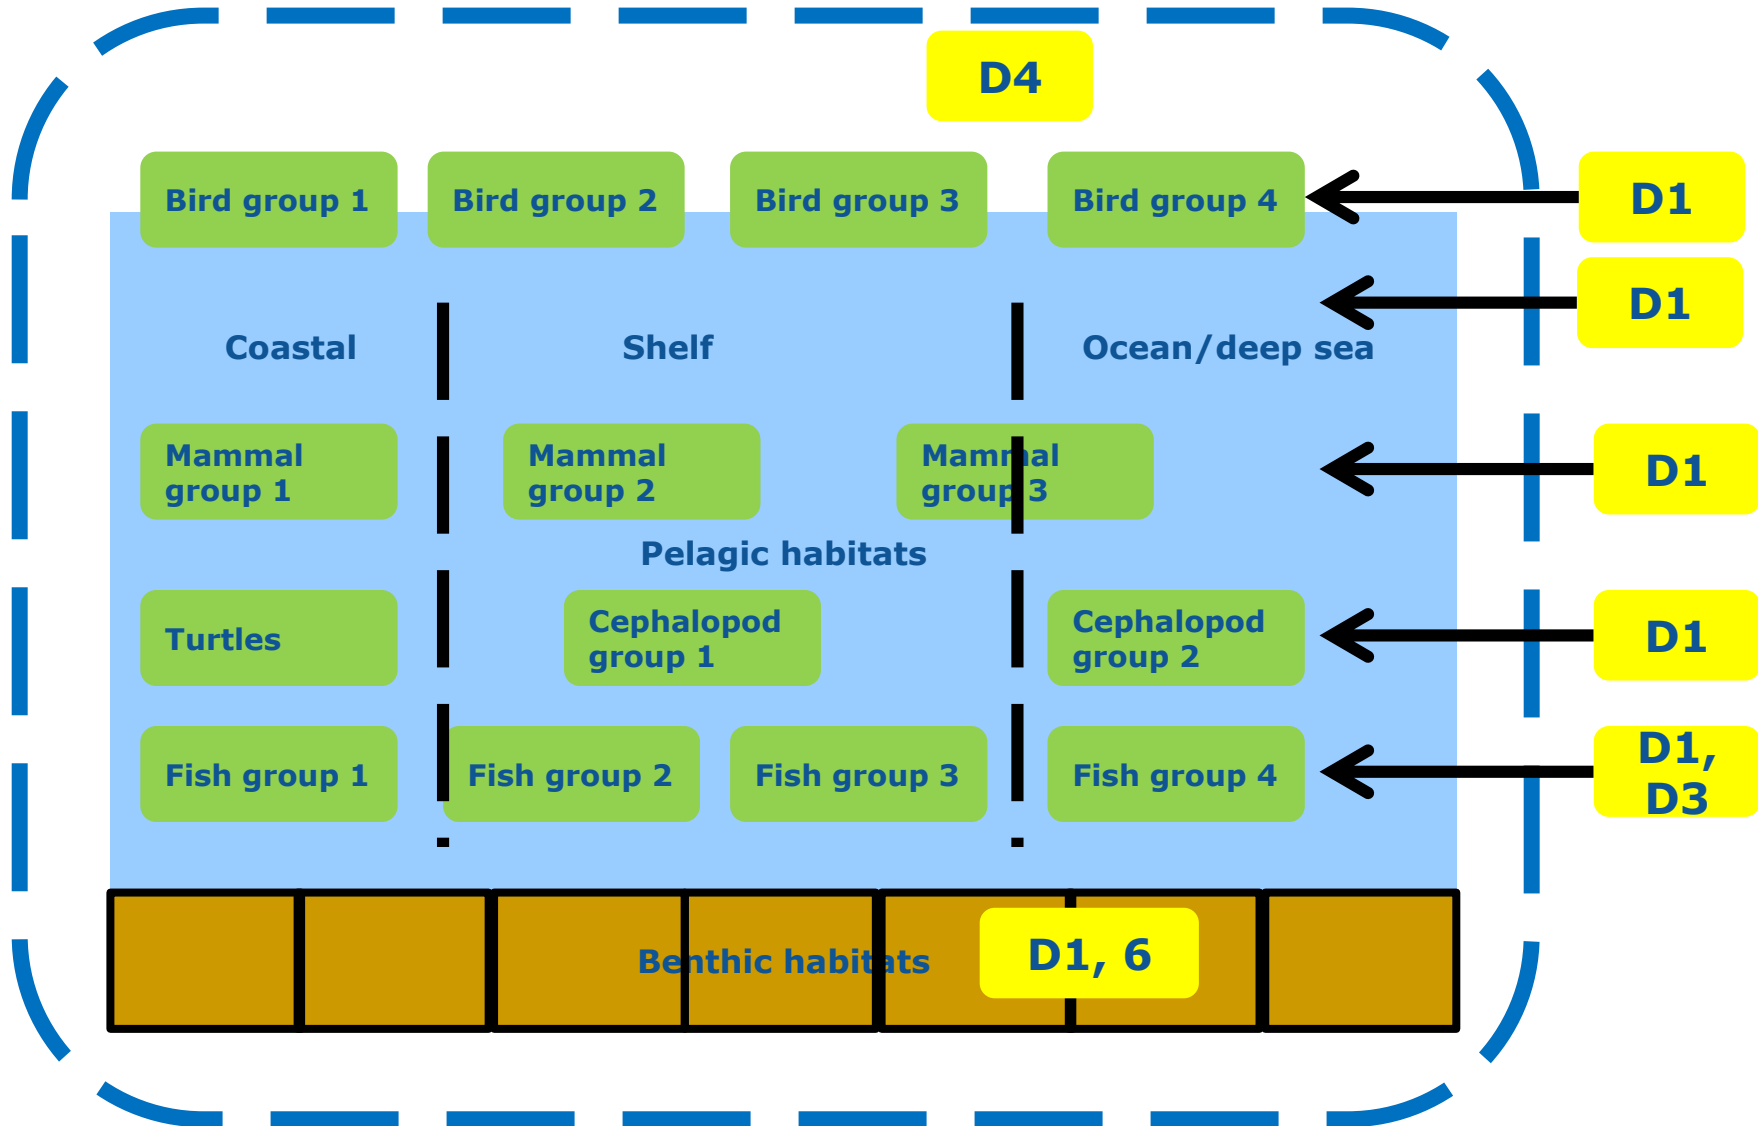 D4
Bird group 1
Bird group 2
Bird group 3
Bird group 4
D1
D1
Coastal
Shelf
Ocean/deep sea
Mammal
group 1
Mammal
group 2
Mammal
group 3
D1
Pelagic habitats
Turtles
Cephalopod
group 1
Cephalopod
group 2
D1
Fish group 1
Fish group 2
Fish group 3
Fish group 4
D1,
D3
Benthic habitats
D1, 6